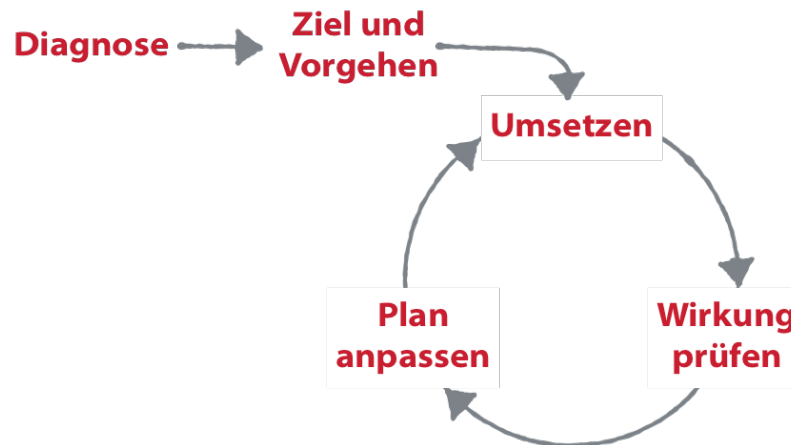 Diagnose
Ziel und
Vorgehen
Umsetzen
Wirkung
prüfen
Plan
anpassen